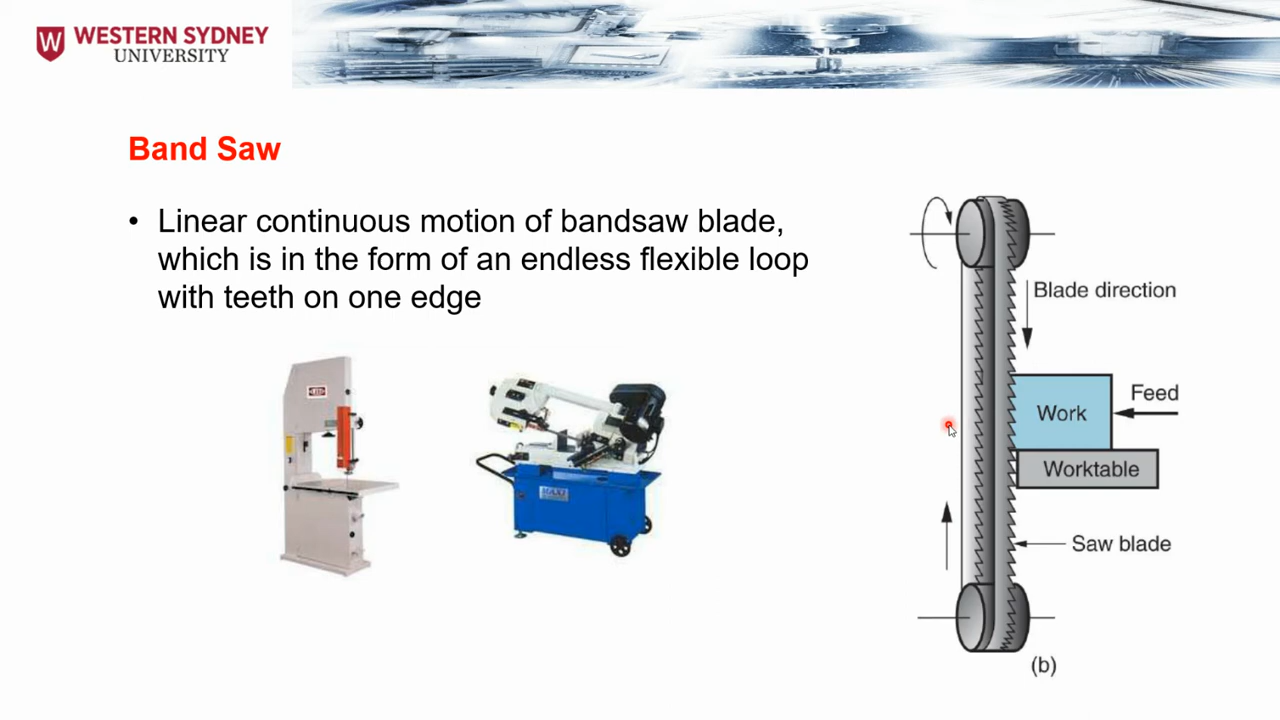 WESTERN SYDNEY
UNIVERSITY
Band Saw
• Linear continuous motion of bandsaw blade,
which is in the form of an endless flexible loop
with teeth on one edge
Blade direction
Feed
Work
Worktable
Saw blade
(b)